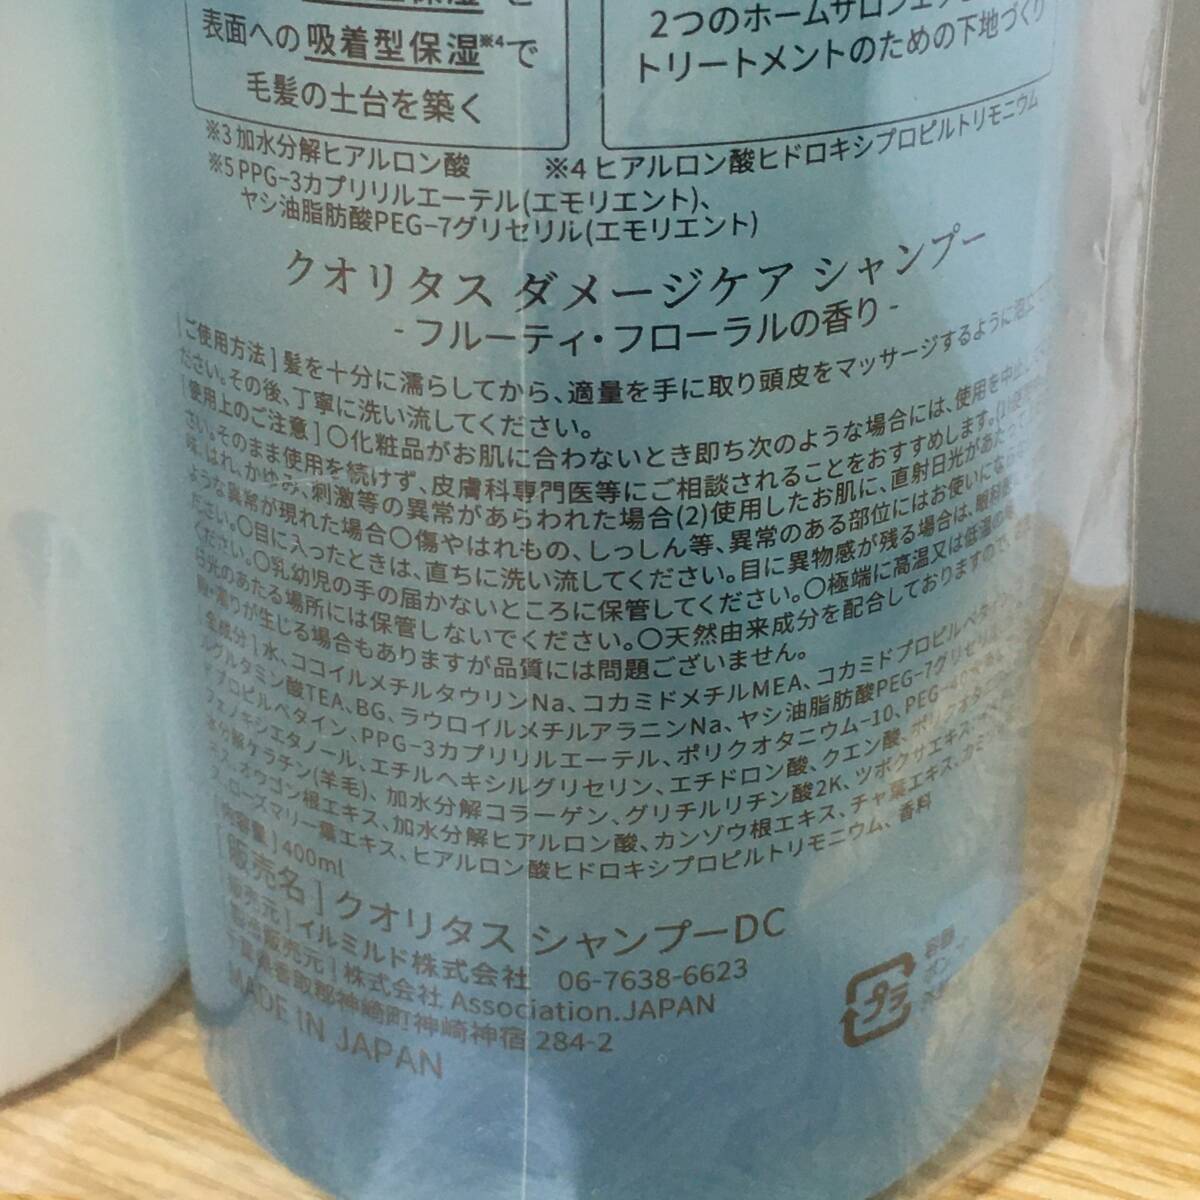 表面への吸着型保湿※4で
毛髪の土台を築く
2つのホームサロン
トリートメントのための下地づくり
※3 加水分解ヒアルロン酸
※4 ヒアルロン酸ヒドロキシプロピルトリモニウム
※5 PPG-3カプリリルエーテル(エモリエント)、
ヤシ油脂肪酸PEG-7グリセリル(エモリエント)
クオリタス ダメージケア シャンプー
- フルーティ・フローラルの香り -
[ご使用方法] 髪を十分に濡らしてから、適量を手に取り頭皮をマッサージするように泡立て
ださい。その後、丁寧に洗い流してください。
[使用上のご注意] 〇化粧品がお肌に合わないとき即ち次のような場合には、使用を中止
さい。そのまま使用を続けず、皮膚科専門医等にご相談されることをおすすめします。(1)使用
味、はれ、かゆみ、刺激等の異常があらわれた場合(2)使用したお肌に、直射日光があたって
ような異常が現れた場合〇傷やはれもの、しっしん等、異常のある部位にはお使いになら
ださい。〇目に入ったときは、直ちに洗い流してください。目に異物感が残る場合は、眼科
ください。〇乳幼児の手の届かないところに保管してください。〇極端に高温又は低温の
日光のあたる場所には保管しないでください。〇天然由来成分を配合しておりますので、
濁りが生じる場合もありますが品質には問題ございません。
[全成分] 水、ココイルメチルタウリンNa、コカミドメチルMEA、コカミドプロピルベタイン
ルグルタミン酸TEA、BG、ラウロイルメチルアラニンNa、ヤシ油脂肪酸PEG-7グリセリル
プロピルベタイン、PPG-3カプリリルエーテル、ポリクオタニウム-10、PEG-40
フェノキシエタノール、エチルヘキシルグリセリン、エチドロン酸、クエン酸、ポリクオタニウム
水分解ケラチン(羊毛)、加水分解コラーゲン、グリチルリチン酸2K、ツボクサエキス
オウゴン根エキス、加水分解ヒアルロン酸、カンゾウ根エキス、チャ葉エキス、カミツ
ローズマリー葉エキス、ヒアルロン酸ヒドロキシプロピルトリモニウム、香料
[内容量] 400ml
[販売名] クオリタス シャンプーDC
[販売元] イルミルド株式会社 06-7638-6623
[製造販売元] 株式会社 Association.JAPAN
千葉県香取郡神崎町神崎神宿 284-2
MADE IN JAPAN
プラ
容器